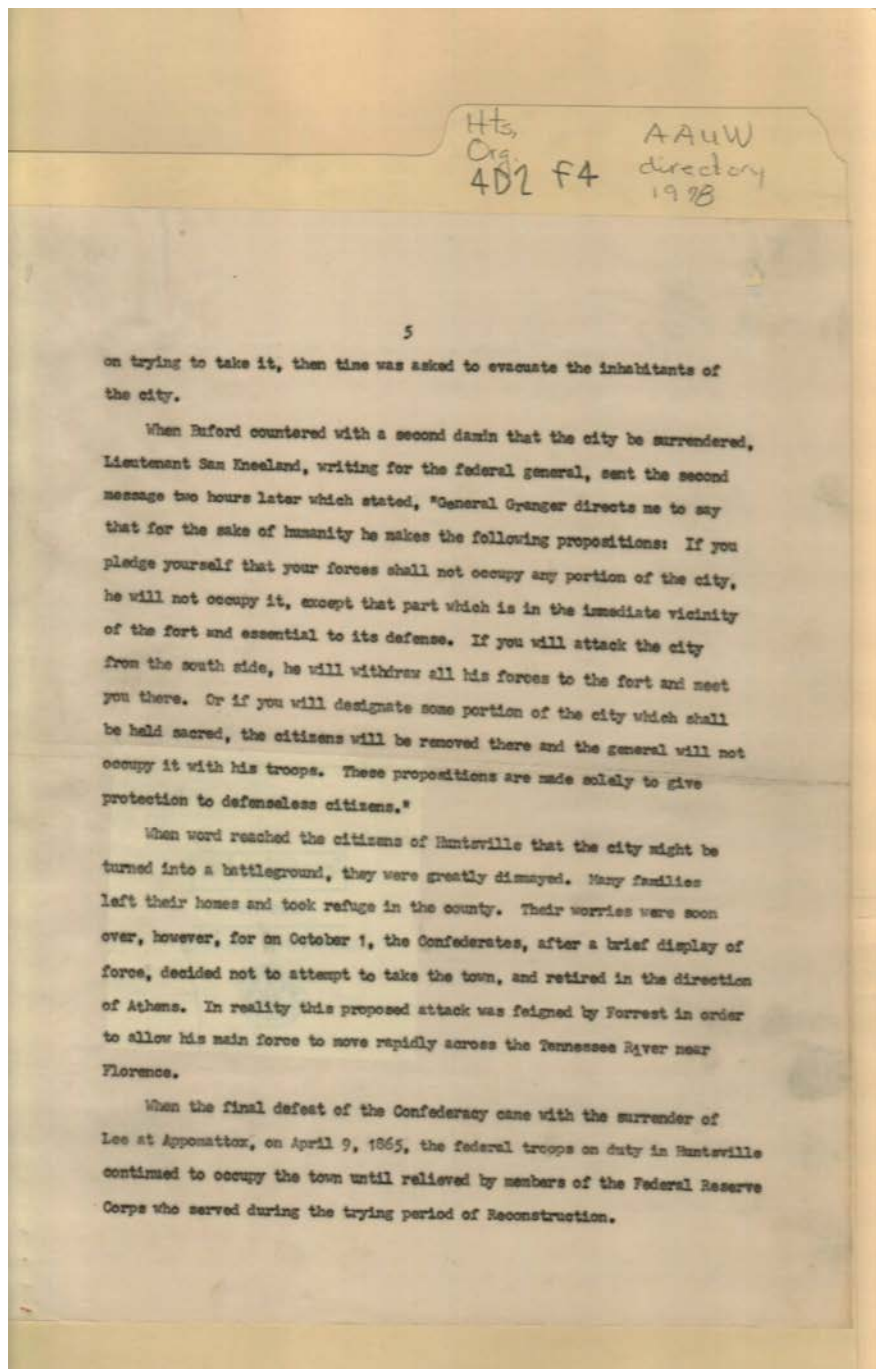 Hts,
Org.
4D2 F4
AAUW
directory
1978
5
on trying to take it, then time was asked to evacuate the inhabitants of
the city.
When Buford countered with a second damin that the city be surrendered,
Lieutenant Sam Kneeland, writing for the federal general, sent the second
message two hours later which stated, "General Granger directs me to say
that for the sake of humanity he makes the following propositions: If you
pledge yourself that your forces shall not occupy any portion of the city,
he will not occupy it, except that part which is in the immediate vicinity
of the fort and essential to its defense. If you will attack the city
from the south side, he will withdraw all his forces to the fort and meet
you there. Or if you will designate some portion of the city which shall
be held sacred, the citizens will be removed there and the general will not
occupy it with his troops. These propositions are made solely to give
protection to defenseless citizens."
When word reached the citizens of Huntsville that the city might be
turned into a battleground, they were greatly dismayed. Many families
left their homes and took refuge in the county. Their worries were soon
over, however, for on October 1, the Confederates, after a brief display of
force, decided not to attempt to take the town, and retired in the direction
of Athens. In reality this proposed attack was feigned by Forrest in order
to allow his main force to move rapidly across the Tennessee River near
Florence.
When the final defeat of the Confederacy came with the surrender of
Lee at Appomattox, on April 9, 1865, the federal troops on duty in Huntsville
continued to occupy the town until relieved by members of the Federal Reserve
Corps who served during the trying period of Reconstruction.